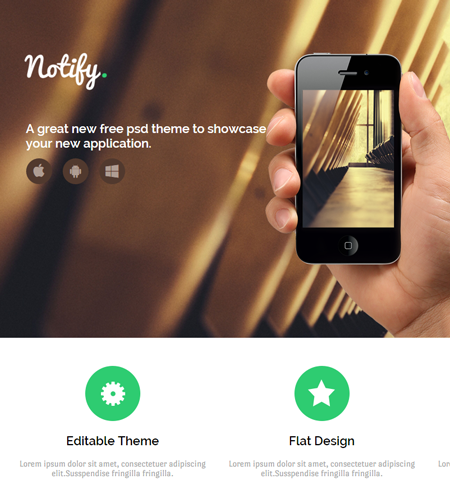 Notify.
A great new free psd theme to showcase
your new application.
Editable Theme
Flat Design
Lorem ipsum dolor sit amet, consectetuer adipiscing
elit.Susspendise fringilla fringilla.
Lorem ipsum dolor sit amet, consectetuer adipiscing
elit.Susspendise fringilla fringilla.